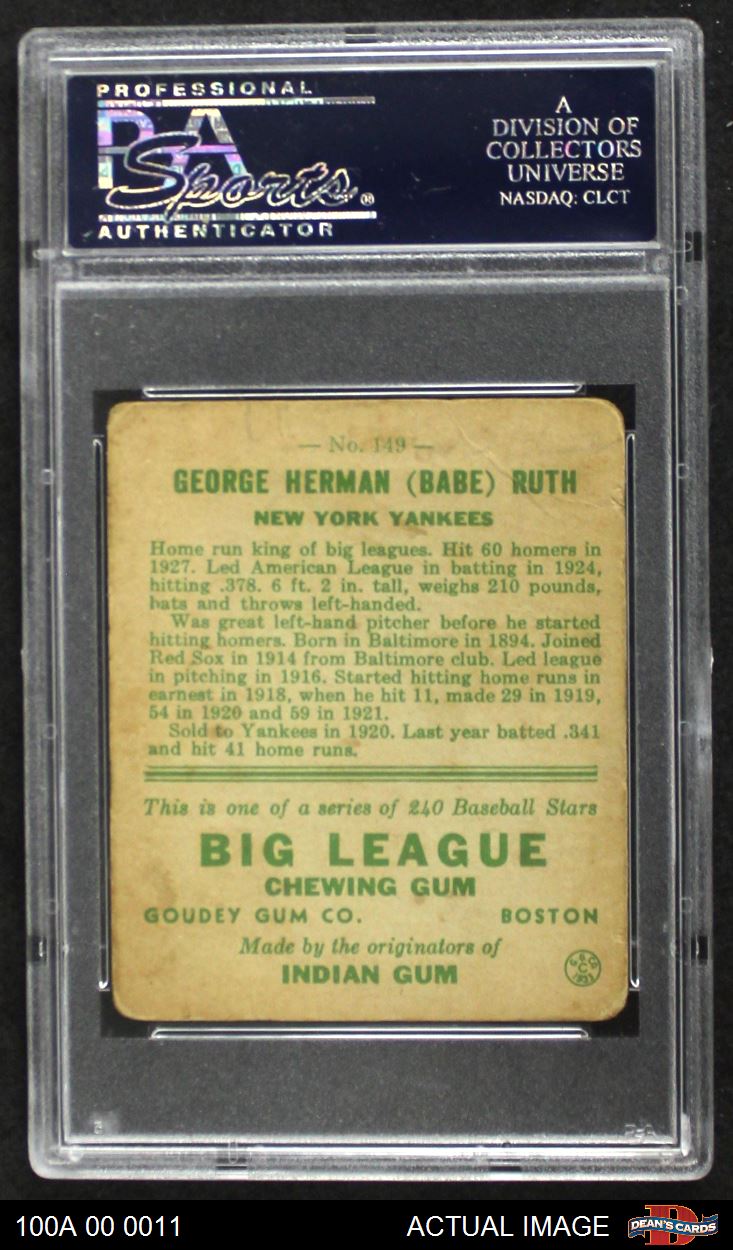 PROFESSIONAL
PSA
Sports®
AUTHENTICATOR
A
DIVISION OF
COLLECTORS
UNIVERSE
NASDAQ: CLCT
— No. 149 —
GEORGE HERMAN (BABE) RUTH
NEW YORK YANKEES
Home run king of big leagues. Hit 60 homers in
1927. Led American League in batting in 1924,
hitting .378. 6 ft. 2 in. tall, weighs 210 pounds,
bats and throws left-handed.
Was great left-hand pitcher before he started
hitting homers. Born in Baltimore in 1894. Joined
Red Sox in 1914 from Baltimore club. Led league
in pitching in 1916. Started hitting home runs in
earnest in 1918, when he hit 11, made 29 in 1919,
54 in 1920 and 59 in 1921.
Sold to Yankees in 1920. Last year batted .341
and hit 41 home runs.
This is one of a series of 240 Baseball Stars
BIG LEAGUE
CHEWING GUM
GOUDEY GUM CO. BOSTON
Made by the originators of
INDIAN GUM
G.G.Co.
C
1933
PSA
100A 00 0011 ACTUAL IMAGE DEAN'S CARDS